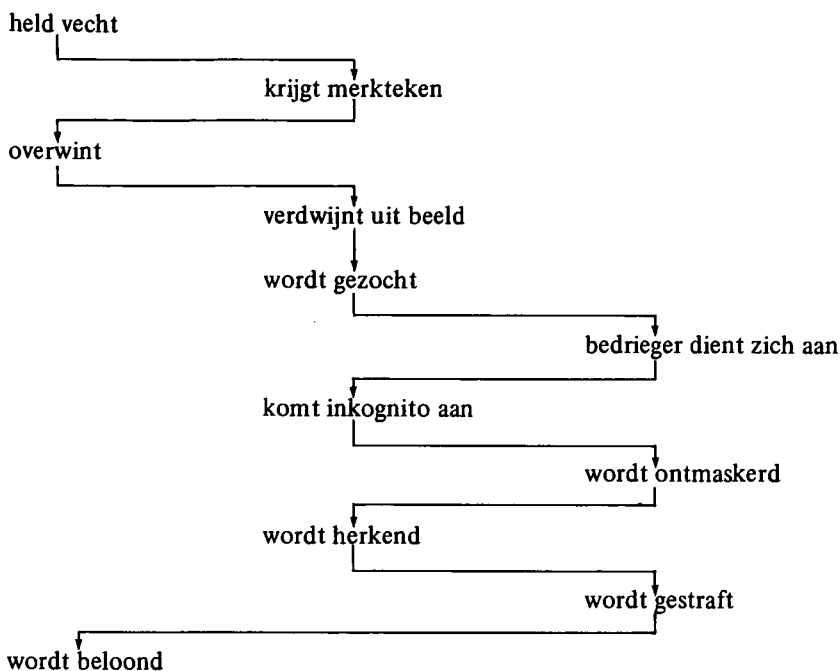 held vecht
krijgt merkteken
overwint
verdwijnt uit beeld
wordt gezocht
bedrieger dient zich aan
komt inkognito aan
wordt ontmaskerd
wordt herkend
wordt gestraft
wordt beloond